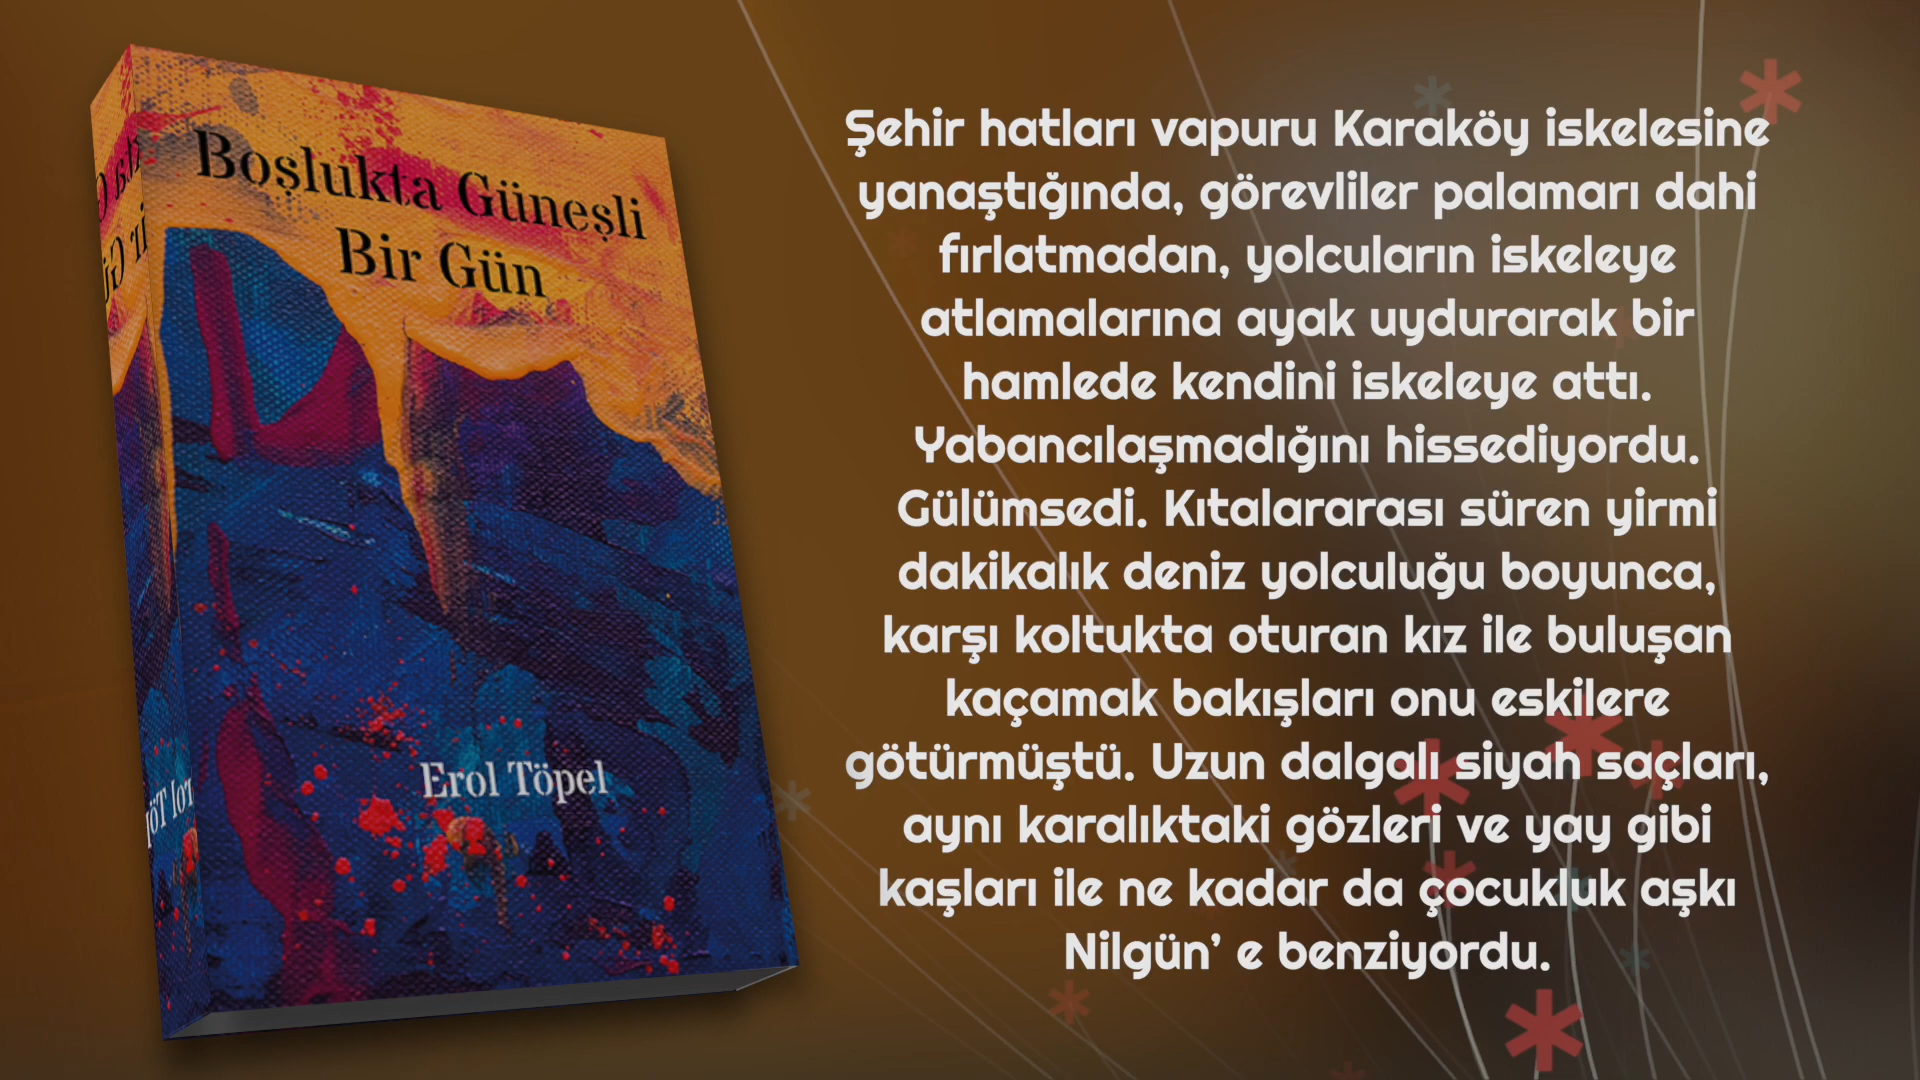 Boşlukta Güneşli
Bir Gün
Erol Töpel
Şehir hatları vapuru Karaköy iskelesine
yanaştığında, görevliler palamarı dahi
fırlatmadan, yolcuların iskeleye
atlamalarına ayak uydurarak bir
hamlede kendini iskeleye attı.
Yabancılaşmadığını hissediyordu.
Gülümsedi. Kıtalararası süren yirmi
dakikalık deniz yolculuğu boyunca,
karşı koltukta oturan kız ile buluşan
kaçamak bakışları onu eskilere
götürmüştü. Uzun dalgalı siyah saçları,
aynı karalıktaki gözleri ve yay gibi
kaşları ile ne kadar da çocukluk aşkı
Nilgün’ e benziyordu.